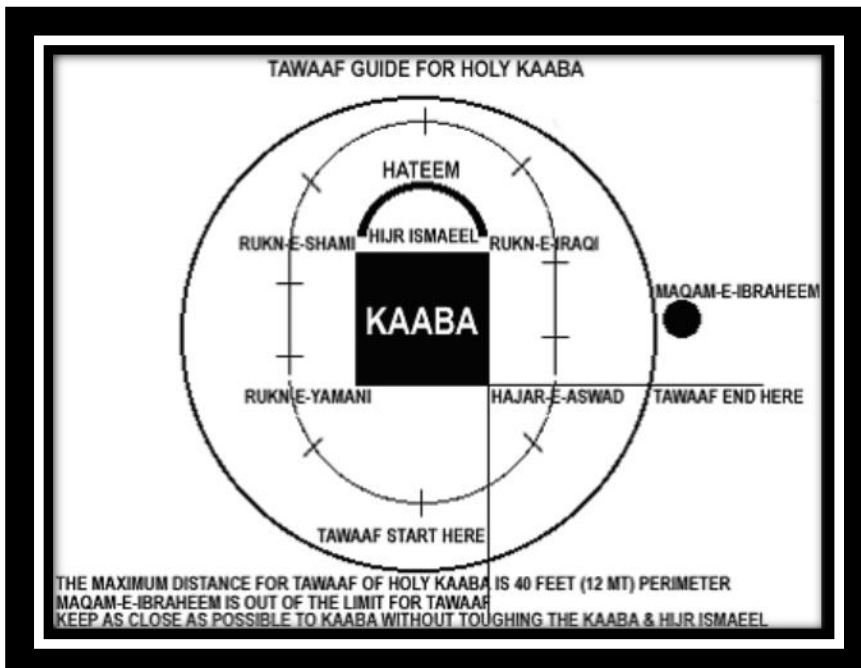 TAWAAF GUIDE FOR HOLY KAABA
HATEEM
HIJR ISMAEEL
RUKN-E-SHAMI
RUKN-E-IRAQI
MAQAM-E-IBRAHEEM
KAABA
RUKN-E-YAMANI
HAJAR-E-ASWAD
TAWAAF END HERE
TAWAAF START HERE
THE MAXIMUM DISTANCE FOR TAWAAF OF HOLY KAABA IS 40 FEET (12 MT) PERIMETER
MAQAM-E-IBRAHEEM IS OUT OF THE LIMIT FOR TAWAAF
KEEP AS CLOSE AS POSSIBLE TO KAABA WITHOUT TOUGHING THE KAABA & HIJR ISMAEEL